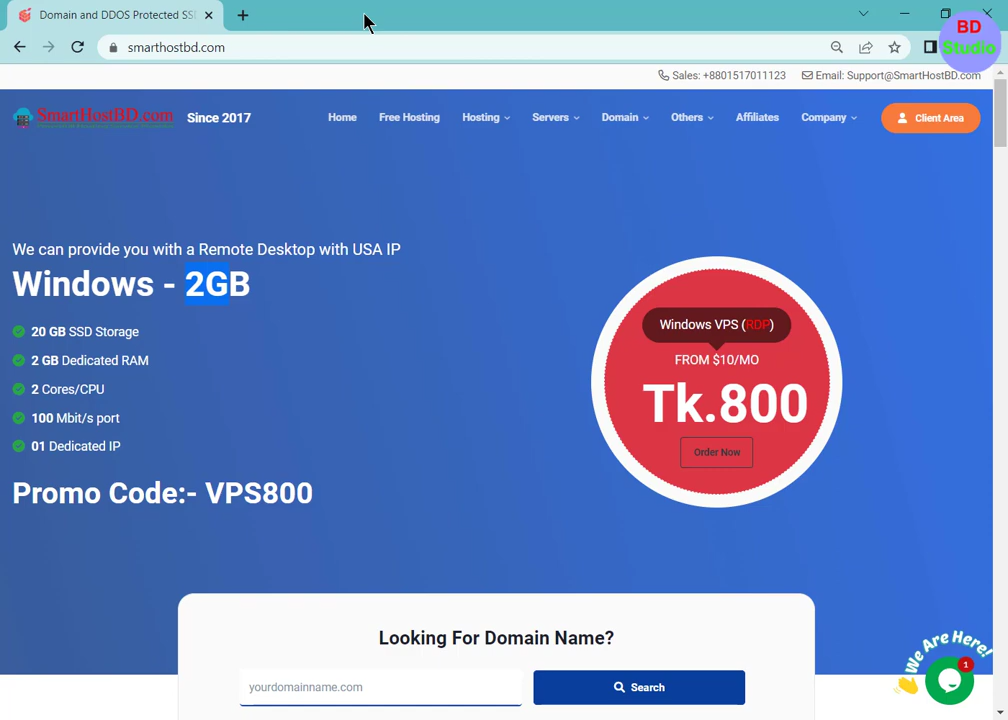 Domain and DDOS Protected SS
smarthostbd.com
BD
Studio
Sales: +8801517011123
Email: Support@SmartHostBD.com
SmartHostBD.com
Since 2017
Home
Free Hosting
Hosting
Servers
Domain
Others
Affiliates
Company
Client Area
We can provide you with a Remote Desktop with USA IP
Windows - 2GB
20 GB SSD Storage
2 GB Dedicated RAM
2 Cores/CPU
100 Mbit/s port
01 Dedicated IP
Promo Code:- VPS800
Windows VPS (RDP)
FROM $10/MO
Tk.800
Order Now
Looking For Domain Name?
yourdomainname.com
Search
We Are Here!
1